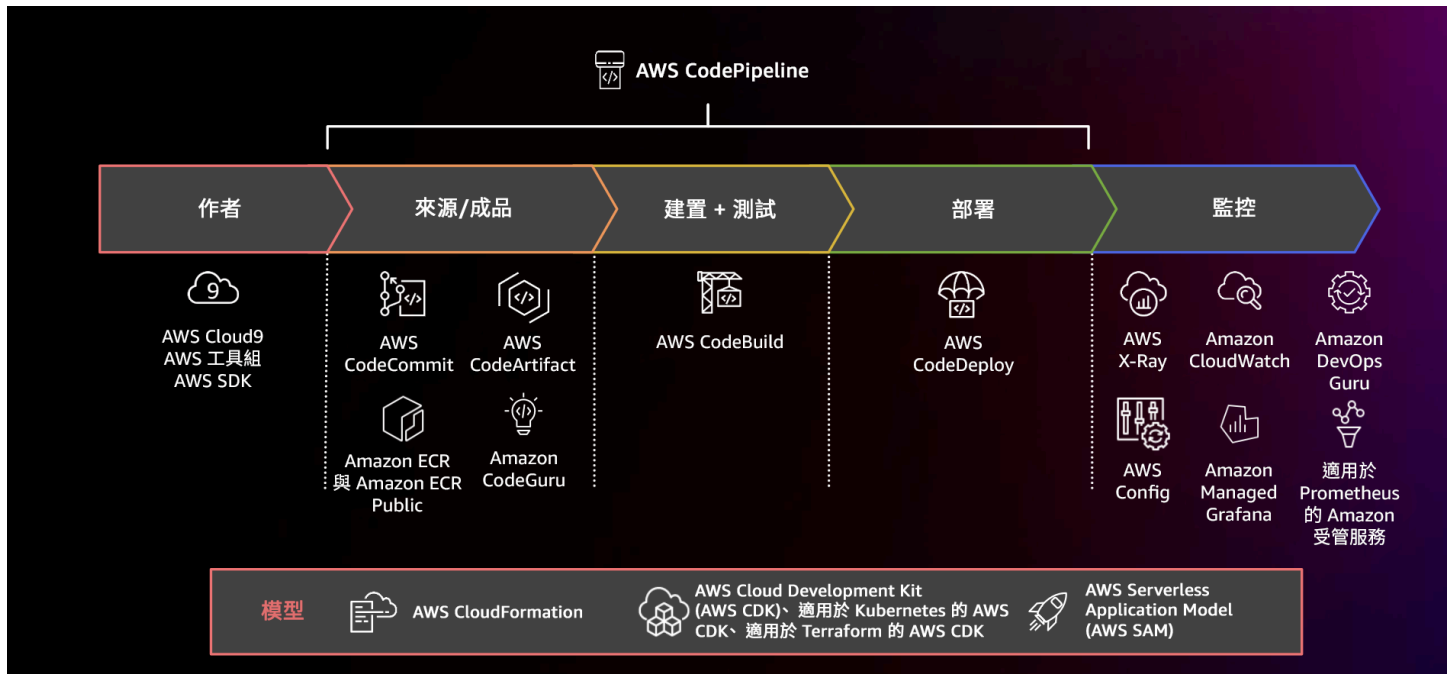 AWS CodePipeline
作者
來源/成品
建置 + 測試
部署
監控
9
AWS Cloud9
AWS 工具組
AWS SDK
AWS
CodeCommit
AWS
CodeArtifact
Amazon ECR
與 Amazon ECR
Public
Amazon
CodeGuru
AWS CodeBuild
AWS
CodeDeploy
AWS
X-Ray
Amazon
CloudWatch
Amazon
DevOps
Guru
AWS
Config
Amazon
Managed
Grafana
適用於
Prometheus
的 Amazon
受管服務
模型
AWS CloudFormation
AWS Cloud Development Kit
(AWS CDK)、適用於 Kubernetes 的 AWS
CDK、適用於 Terraform 的 AWS CDK
AWS Serverless
Application Model
(AWS SAM)